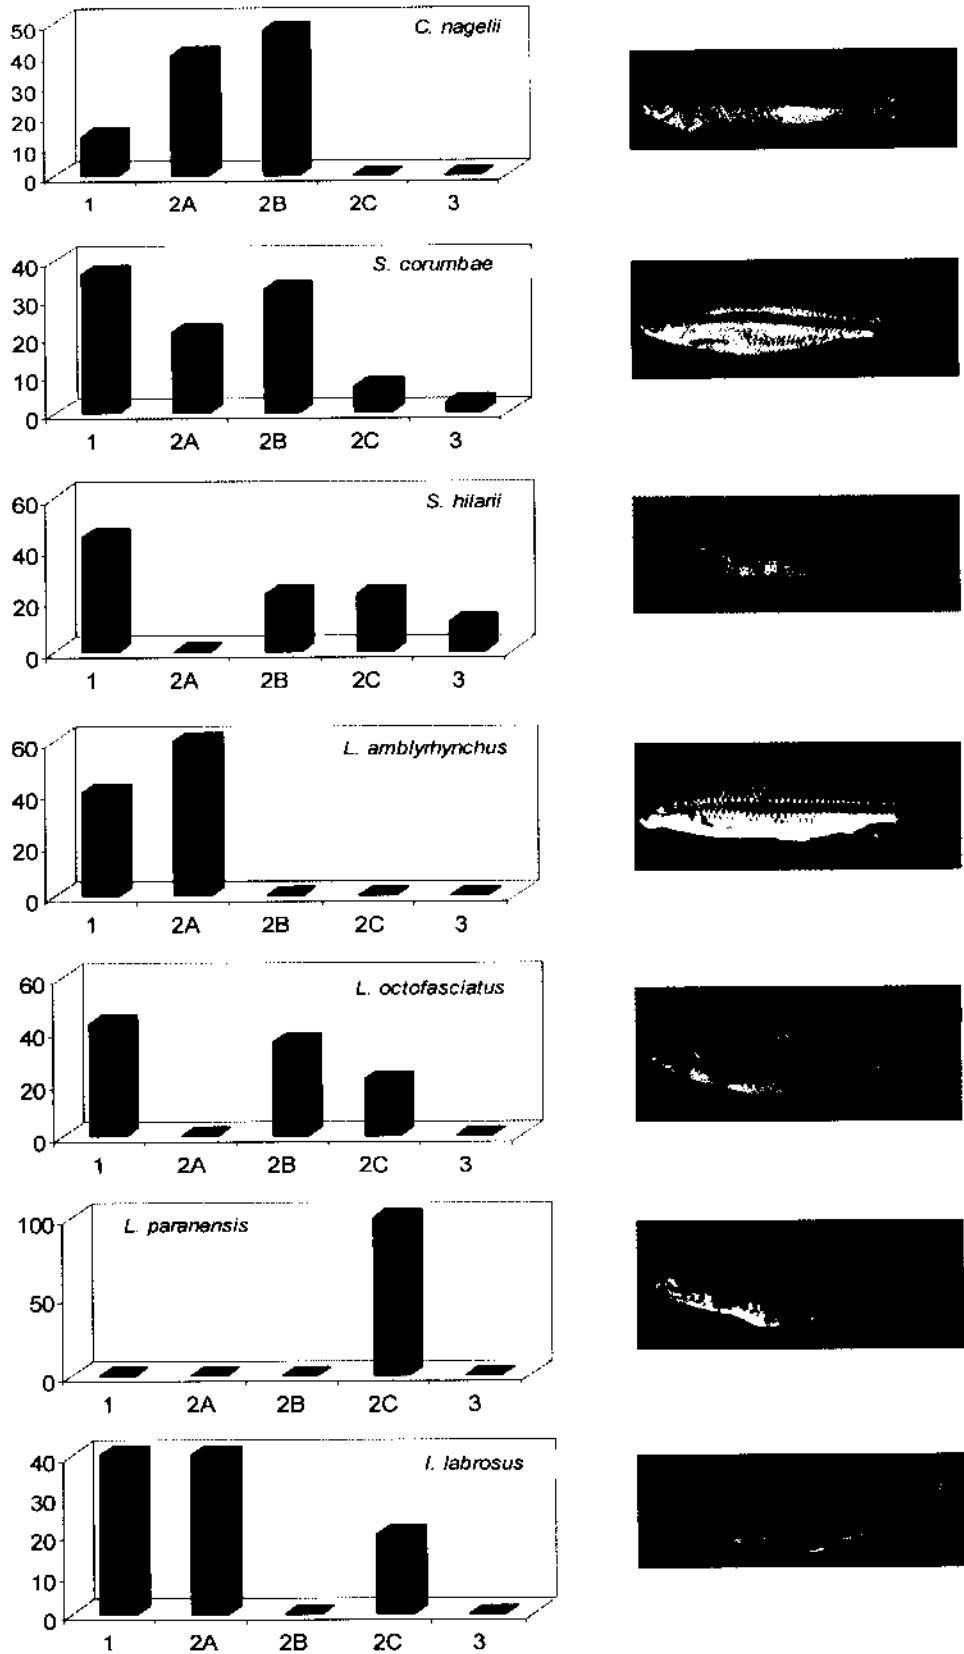 C. nagelii
50
40
30
20
10
0
1 2A 2B 2C 3
S. corumbae
40
30
20
10
0
1 2A 2B 2C 3
S. hilarii
60
40
20
0
1 2A 2B 2C 3
L. amblyrhynchus
60
40
20
0
1 2A 2B 2C 3
L. octofasciatus
60
40
20
0
1 2A 2B 2C 3
L. paranensis
100
50
0
1 2A 2B 2C 3
I. labrosus
40
30
20
10
0
1 2A 2B 2C 3